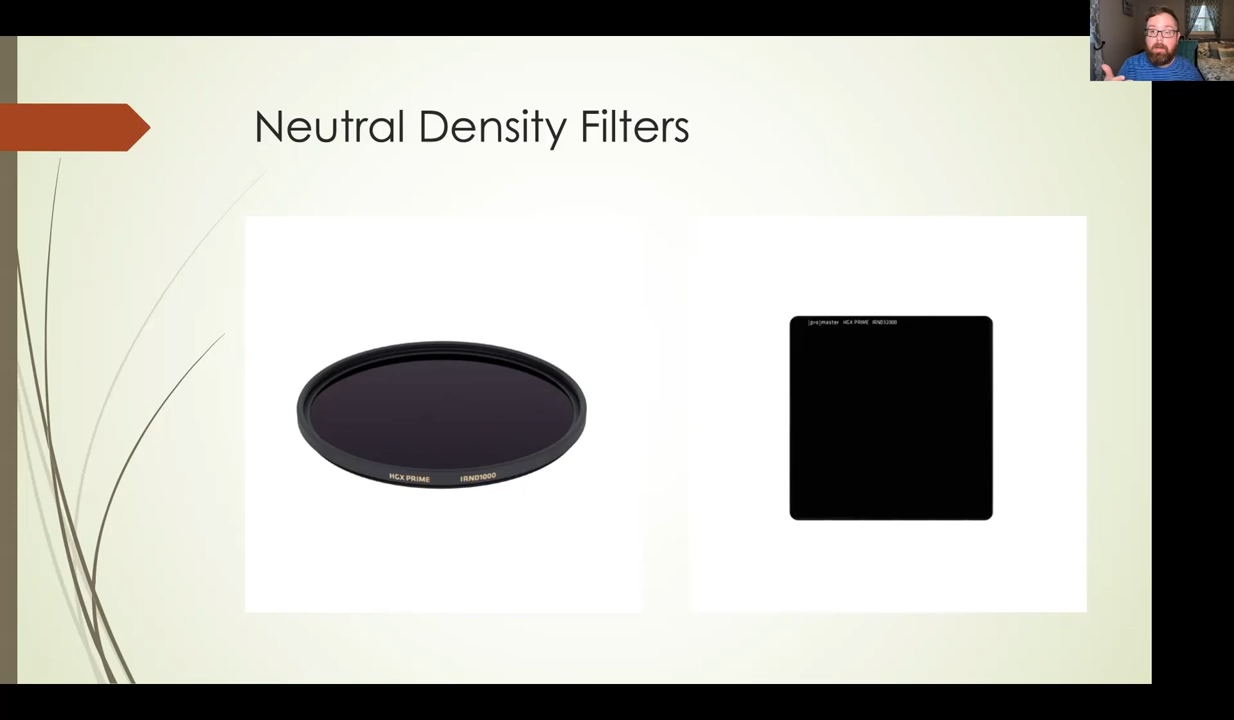 Neutral Density Filters
HGX PRIME IRND1000
[pro]master HGX PRIME IRND32000